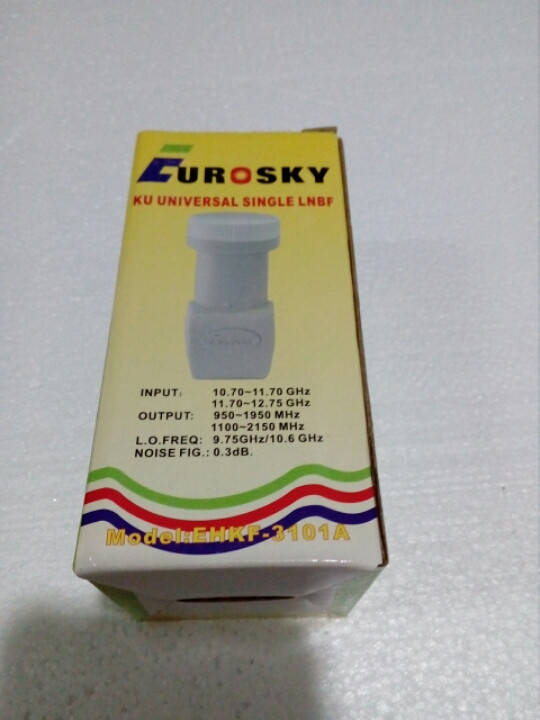 EUROSKY
KU UNIVERSAL SINGLE LNBF
INPUT: 10.70~11.70 GHz
11.70~12.75 GHz
OUTPUT: 950~1950 MHz
1100~2150 MHz
L.O.FREQ: 9.75GHz/10.6 GHz
NOISE FIG.: 0.3dB.
Model:EHKF-3101A